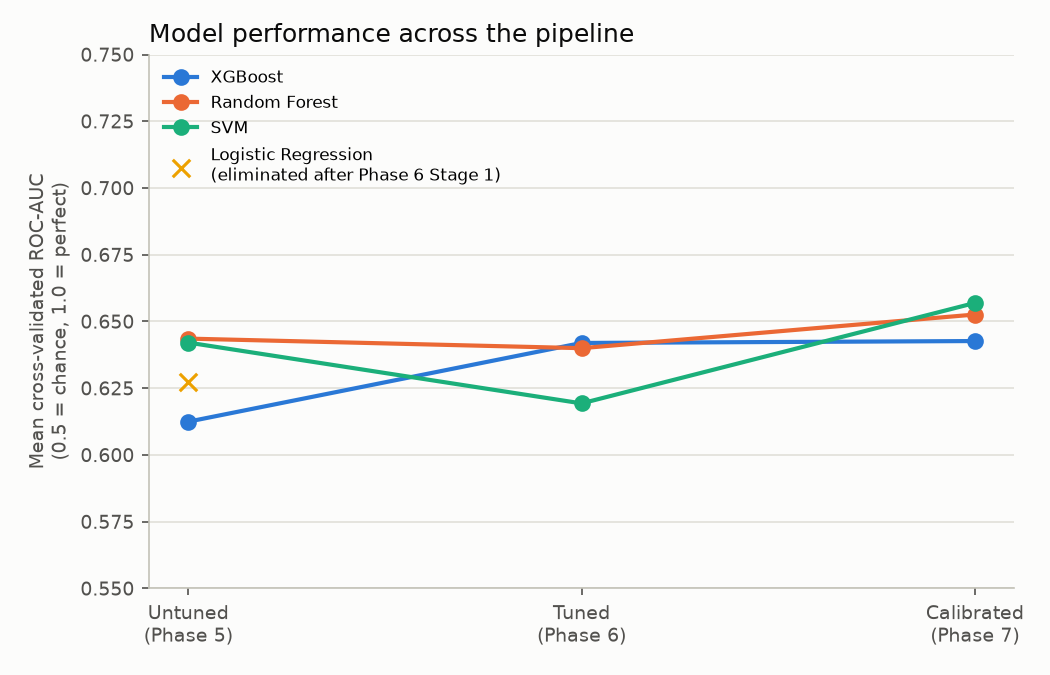 Model performance across the pipeline
XGBoost
Random Forest
SVM
Logistic Regression
(eliminated after Phase 6 Stage 1)
Mean cross-validated ROC-AUC
(0.5 = chance, 1.0 = perfect)
0.750
0.725
0.700
0.675
0.650
0.625
0.600
0.575
0.550
Untuned
(Phase 5)
Tuned
(Phase 6)
Calibrated
(Phase 7)